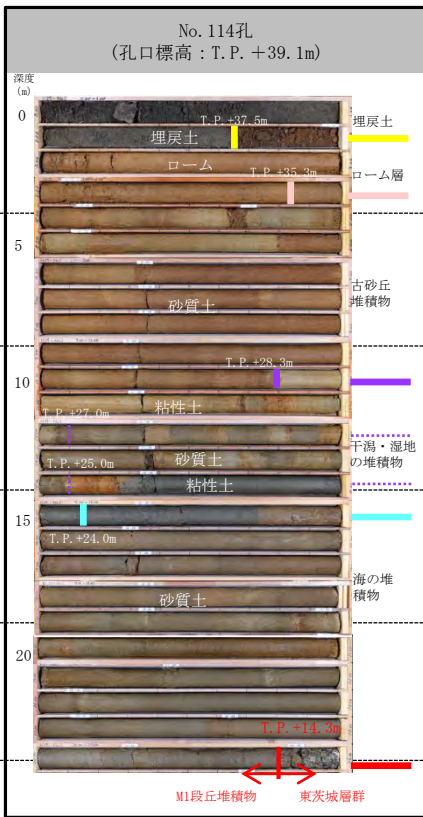 No.114孔
(孔口標高：T.P.＋39.1m)
深度
(m)
0
T.P.+37.5m
埋戻土
埋戻土
ローム
T.P.+35.3m
ローム層
5
古砂丘
堆積物
砂質土
T.P.+28.3m
10
粘性土
T.P.+27.0m
干潟・湿地
の堆積物
砂質土
T.P.+25.0m
粘性土
15
T.P.+24.0m
海の堆
積物
砂質土
20
T.P.+14.3m
M1段丘堆積物
東茨城層群